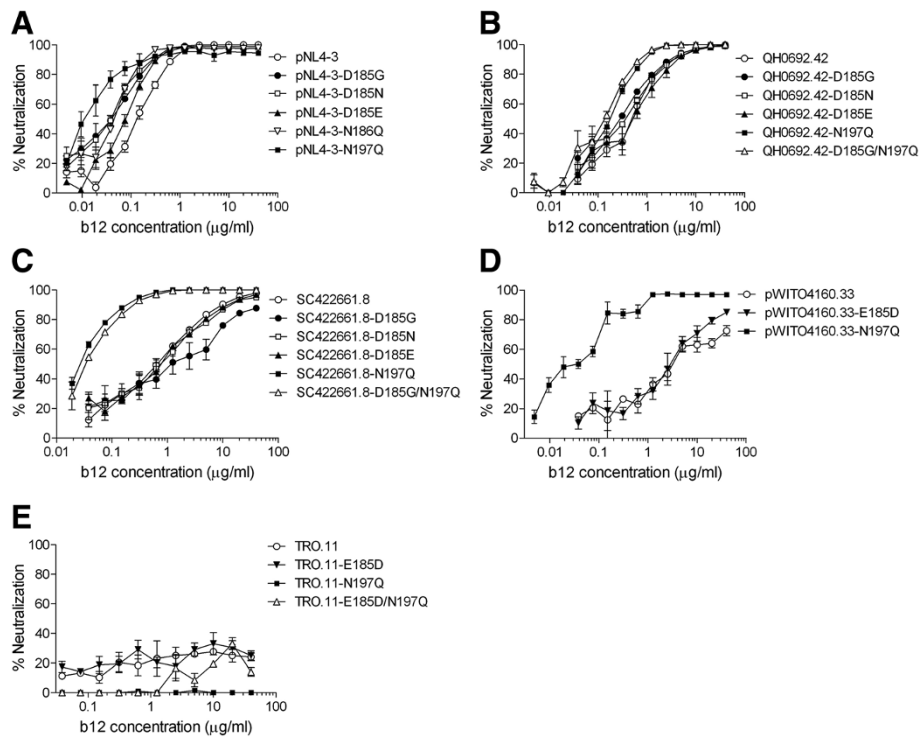 A
100
80
60
40
20
0
% Neutralization
0.01
0.1
1
10
100
b12 concentration (µg/ml)
pNL4-3
pNL4-3-D185G
pNL4-3-D185N
pNL4-3-D185E
pNL4-3-N186Q
pNL4-3-N197Q
B
100
80
60
40
20
0
% Neutralization
0.01
0.1
1
10
100
b12 concentration (µg/ml)
QH0692.42
QH0692.42-D185G
QH0692.42-D185N
QH0692.42-D185E
QH0692.42-N197Q
QH0692.42-D185G/N197Q
C
100
80
60
40
20
0
% Neutralization
0.01
0.1
1
10
100
b12 concentration (µg/ml)
SC422661.8
SC422661.8-D185G
SC422661.8-D185N
SC422661.8-D185E
SC422661.8-N197Q
SC422661.8-D185G/N197Q
D
100
80
60
40
20
0
% Neutralization
0.01
0.1
1
10
100
b12 concentration (µg/ml)
pWITO4160.33
pWITO4160.33-E185D
pWITO4160.33-N197Q
E
100
80
60
40
20
0
% Neutralization
0.1
1
10
100
b12 concentration (µg/ml)
TRO.11
TRO.11-E185D
TRO.11-N197Q
TRO.11-E185D/N197Q